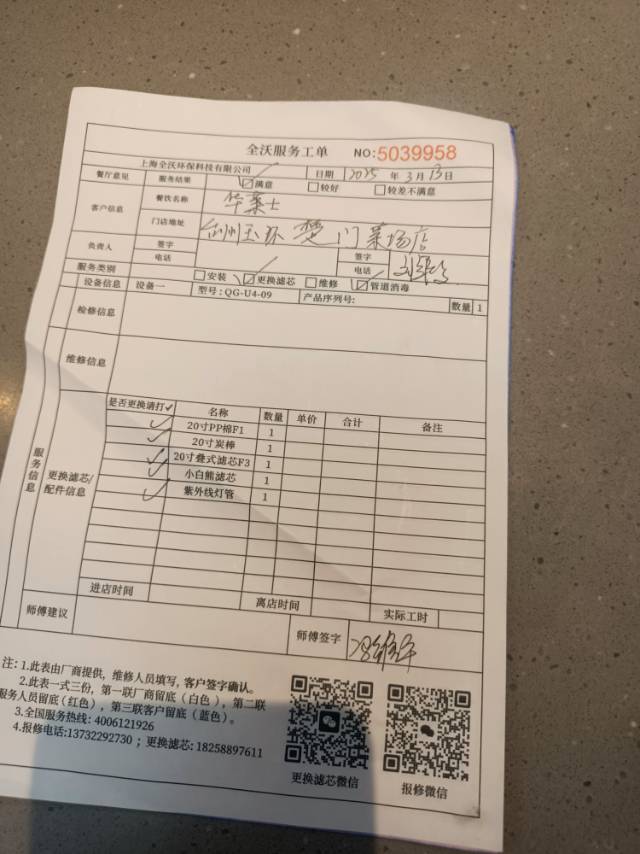 全沃服务工单 NO:5039958
上海全沃环保科技有限公司 日期 2025 年 3 月 13 日
餐厅意见 服务结果 ☑满意 □较好 □较差不满意
客户信息 餐饮名称 华莱士
门店地址 台州玉环楚门菜场店
负责人 签字 签字
电话 电话
服务类别 □安装 ☑更换滤芯 □维修 ☑管道消毒
设备信息 设备一 型号: QG-U4-09 产品序列号: 数量 1
检修信息
维修信息
服务信息
更换滤芯/配件信息
是否更换请打✓ 名称 数量 单价 合计 备注
✓ 20寸PP棉F1 1
✓ 20寸炭棒 1
✓ 20寸叠式滤芯F3 1
✓ 小白熊滤芯 1
✓ 紫外线灯管 1
进店时间 离店时间 实际工时
师傅建议 师傅签字
注: 1.此表由厂商提供，维修人员填写, 客户签字确认。
2.此表一式三份，第一联厂商留底（白色），第二联
服务人员留底(红色)，第三联客户留底（蓝色）。
3.全国服务热线: 4006121926
4.报修电话:13732292730 ; 更换滤芯: 18258897611
更换滤芯微信 报修微信